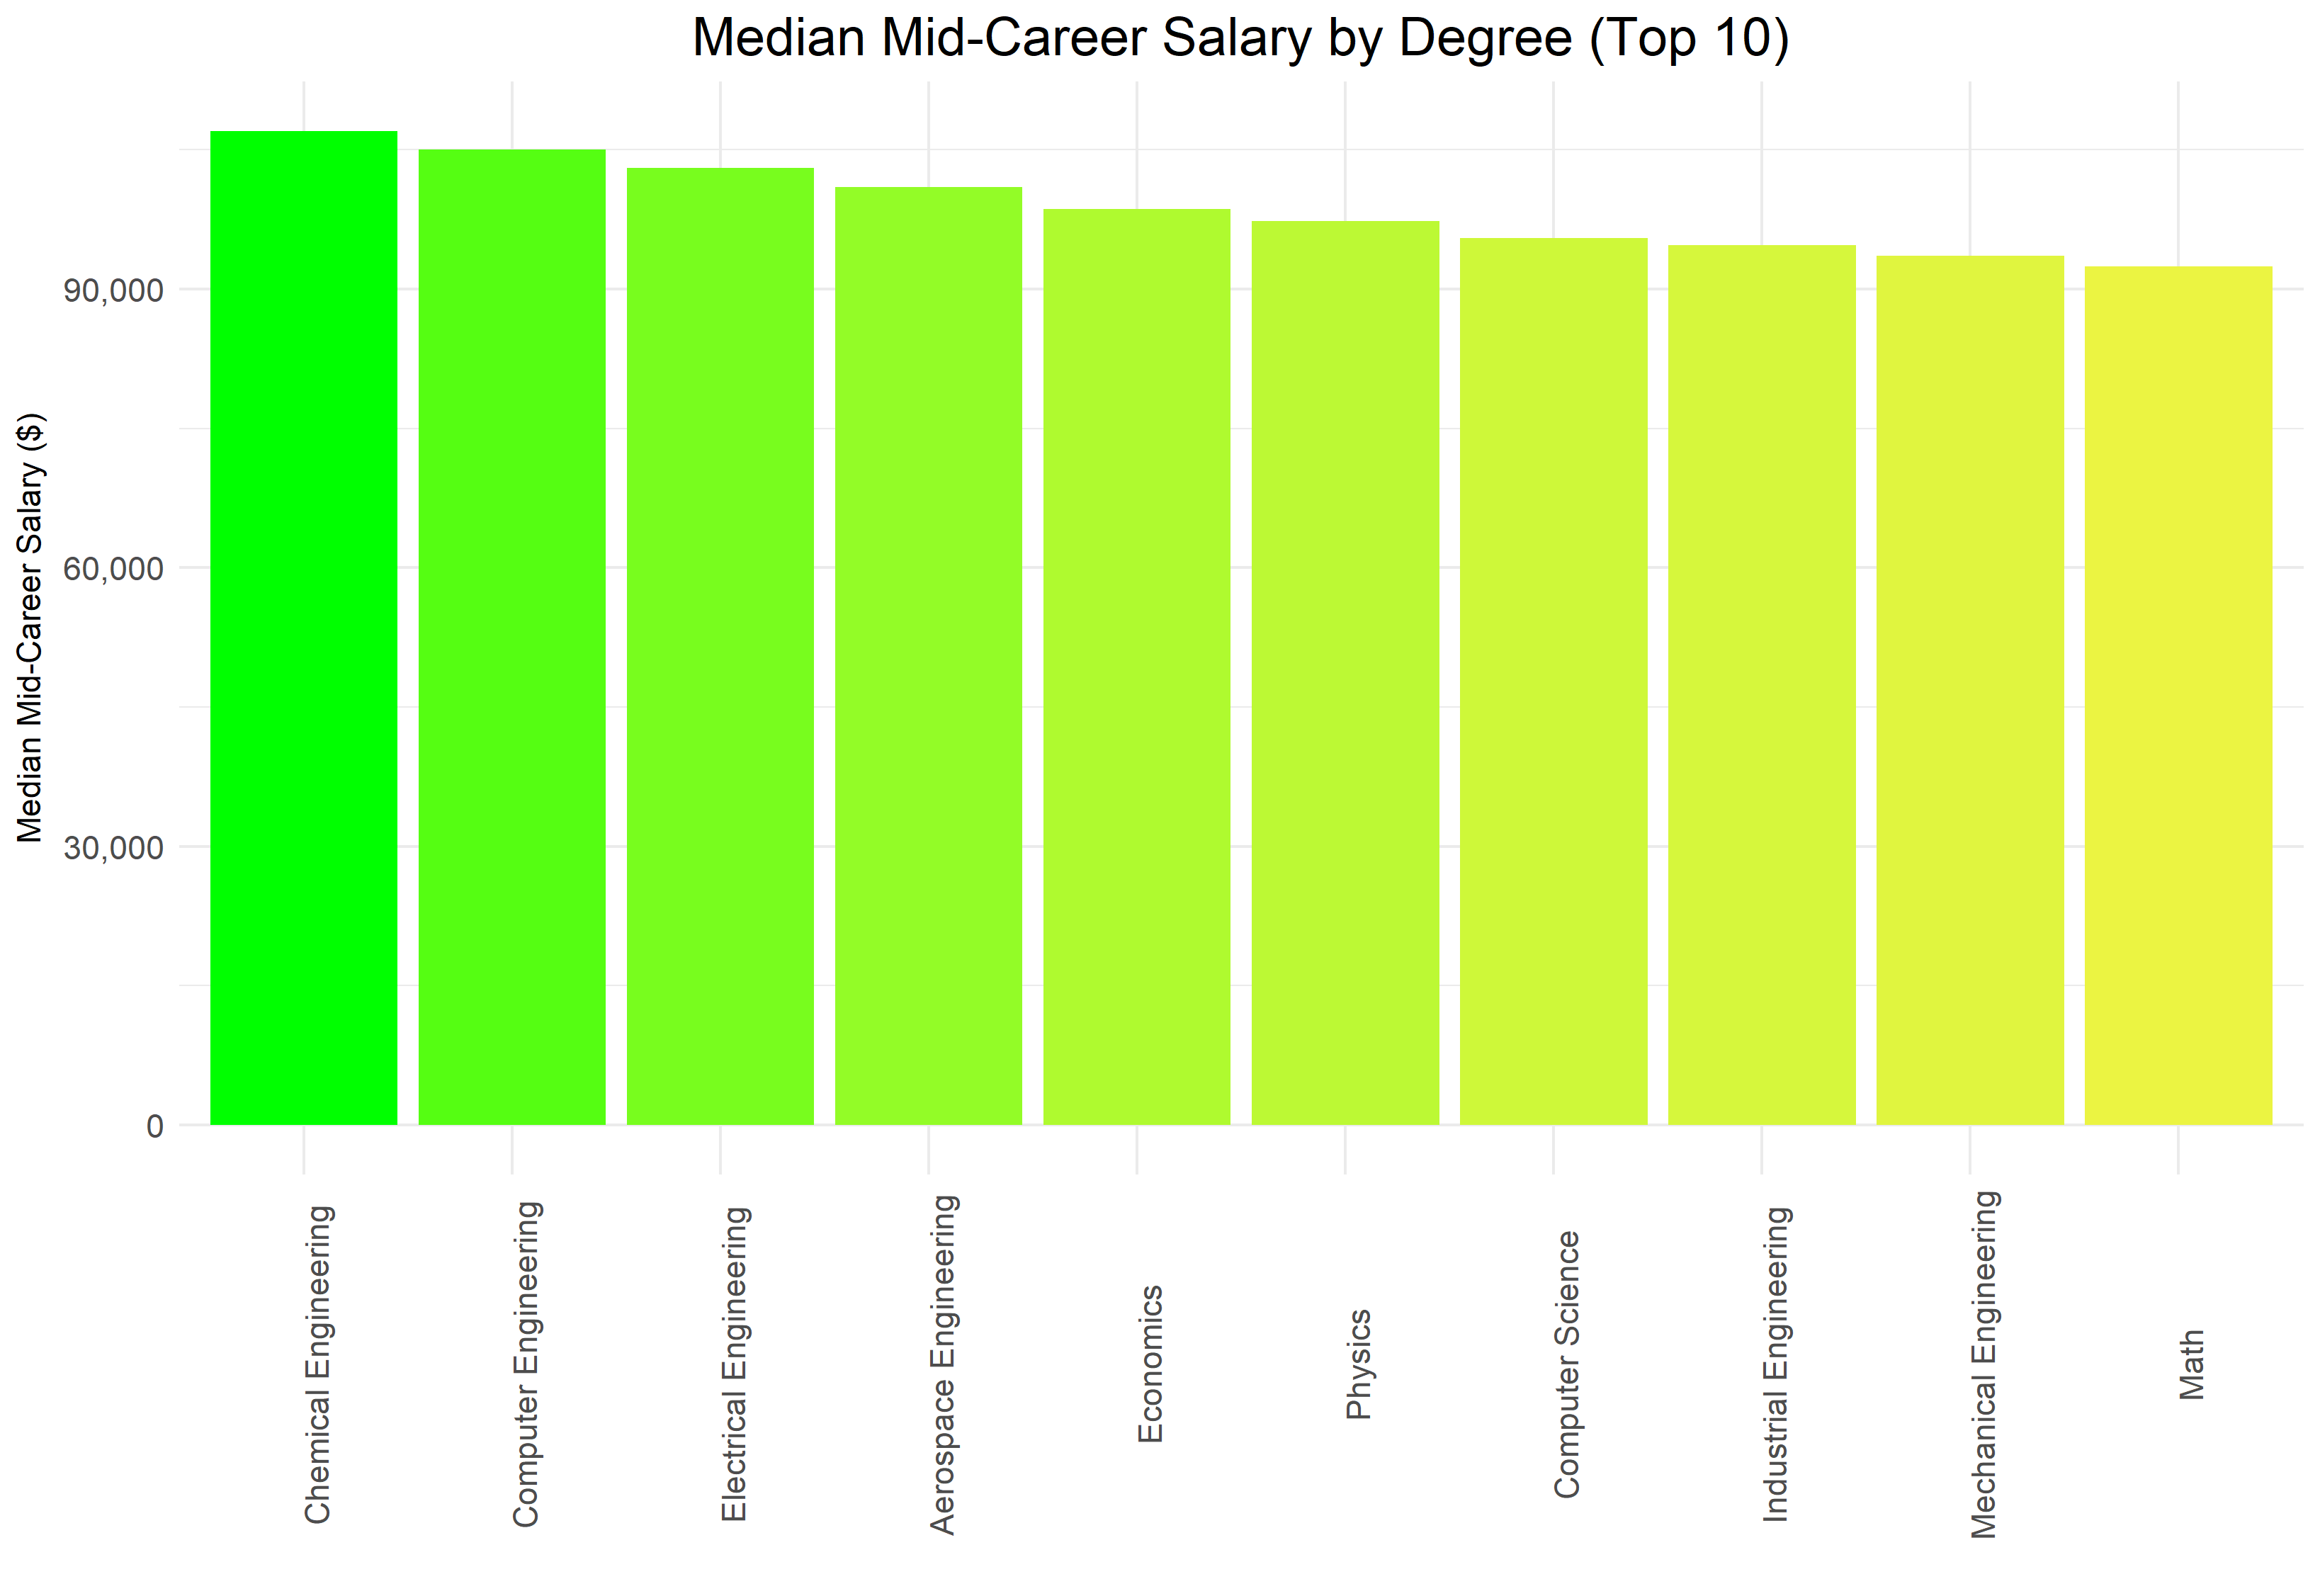 Median Mid-Career Salary by Degree (Top 10)
Median Mid-Career Salary ($)
90,000
60,000
30,000
0
Chemical Engineering
Computer Engineering
Electrical Engineering
Aerospace Engineering
Economics
Physics
Computer Science
Industrial Engineering
Mechanical Engineering
Math